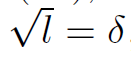 √l = δ.